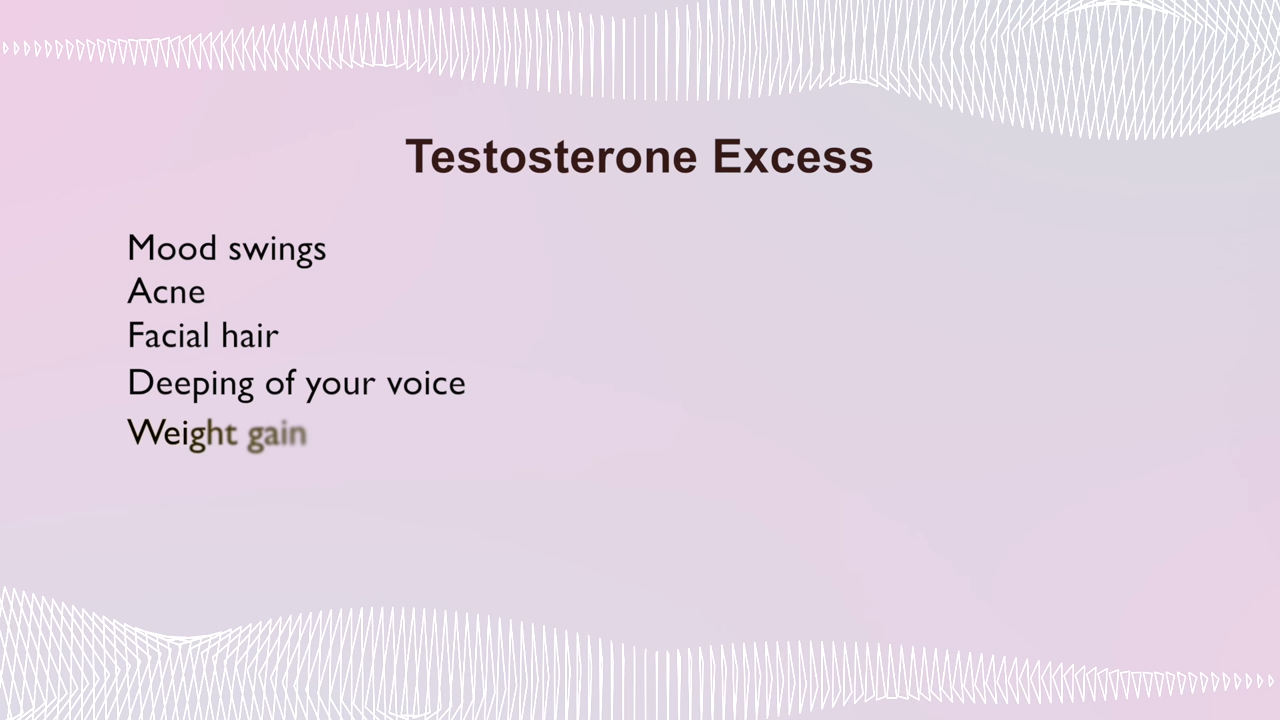 Testosterone Excess
Mood swings
Acne
Facial hair
Deeping of your voice
Weight gain